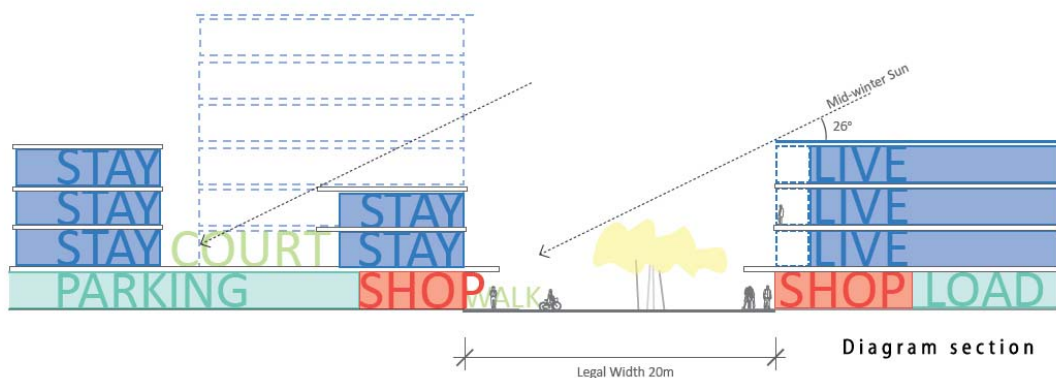 Mid-winter Sun
26°
STAY
LIVE
STAY
STAY
LIVE
STAY
COURT
STAY
LIVE
PARKING
SHOP
WALK
SHOP
LOAD
Diagram section
Legal Width 20m